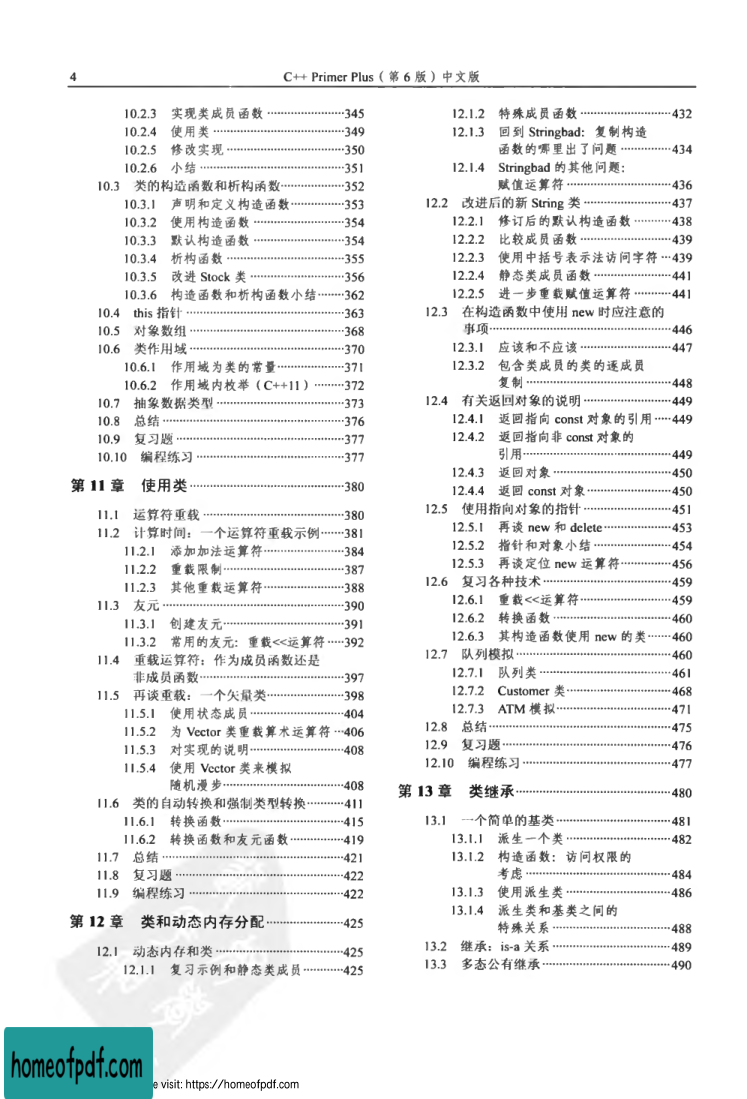 4
C++ Primer Plus（第 6 版）中文版
10.2.3 实现类成员函数……………………345
10.2.4 使用类……………………349
10.2.5 修改实现……………………350
10.2.6 小结……………………351
10.3 类的构造函数和析构函数………………352
10.3.1 声明和定义构造函数……………353
10.3.2 使用构造函数……………………354
10.3.3 默认构造函数……………………354
10.3.4 析构函数……………………355
10.3.5 改进 Stock 类……………………356
10.3.6 构造函数和析构函数小结………362
10.4 this 指针……………………363
10.5 对象数组……………………368
10.6 类作用域……………………370
10.6.1 作用域为类的常量………………371
10.6.2 作用域内枚举（C++11）………372
10.7 抽象数据类型……………………373
10.8 总结……………………376
10.9 复习题……………………377
10.10 编程练习……………………377
第 11 章 使用类……………………380
11.1 运算符重载……………………380
11.2 计算时间：一个运算符重载示例……381
11.2.1 添加加法运算符……………………384
11.2.2 重载限制……………………387
11.2.3 其他重载运算符……………………388
11.3 友元……………………390
11.3.1 创建友元……………………391
11.3.2 常用的友元：重载<<运算符……392
11.4 重载运算符：作为成员函数还是
非成员函数……………………397
11.5 再谈重载：一个矢量类……………………398
11.5.1 使用状态成员……………………404
11.5.2 为 Vector 类重载算术运算符…406
11.5.3 对实现的说明……………………408
11.5.4 使用 Vector 类来模拟
随机漫步……………………408
11.6 类的自动转换和强制类型转换………411
11.6.1 转换函数……………………415
11.6.2 转换函数和友元函数……………419
11.7 总结……………………421
11.8 复习题……………………422
11.9 编程练习……………………422
第 12 章 类和动态内存分配……………………425
12.1 动态内存和类……………………425
12.1.1 复习示例和静态类成员…………425
12.1.2 特殊成员函数……………………432
12.1.3 回到 Stringbad：复制构造
函数的哪里出了问题……………434
12.1.4 Stringbad 的其他问题：
赋值运算符……………………436
12.2 改进后的新 String 类……………………437
12.2.1 修订后的默认构造函数…………438
12.2.2 比较成员函数……………………439
12.2.3 使用中括号表示法访问字符…439
12.2.4 静态类成员函数……………………441
12.2.5 进一步重载赋值运算符…………441
12.3 在构造函数中使用 new 时应注意的
事项……………………446
12.3.1 应该和不应该……………………447
12.3.2 包含类成员的类的逐成员
复制……………………448
12.4 有关返回对象的说明……………………449
12.4.1 返回指向 const 对象的引用……449
12.4.2 返回指向非 const 对象的
引用……………………449
12.4.3 返回对象……………………450
12.4.4 返回 const 对象……………………450
12.5 使用指向对象的指针……………………451
12.5.1 再谈 new 和 delete………………453
12.5.2 指针和对象小结……………………454
12.5.3 再谈定位 new 运算符……………456
12.6 复习各种技术……………………459
12.6.1 重载<<运算符……………………459
12.6.2 转换函数……………………460
12.6.3 其构造函数使用 new 的类……460
12.7 队列模拟……………………460
12.7.1 队列类……………………461
12.7.2 Customer 类……………………468
12.7.3 ATM 模拟……………………471
12.8 总结……………………475
12.9 复习题……………………476
12.10 编程练习……………………477
第 13 章 类继承……………………480
13.1 一个简单的基类……………………481
13.1.1 派生一个类……………………482
13.1.2 构造函数：访问权限的
考虑……………………484
13.1.3 使用派生类……………………486
13.1.4 派生类和基类之间的
特殊关系……………………488
13.2 继承：is-a 关系……………………489
13.3 多态公有继承……………………490
homeofpdf.com
e visit: https://homeofpdf.com